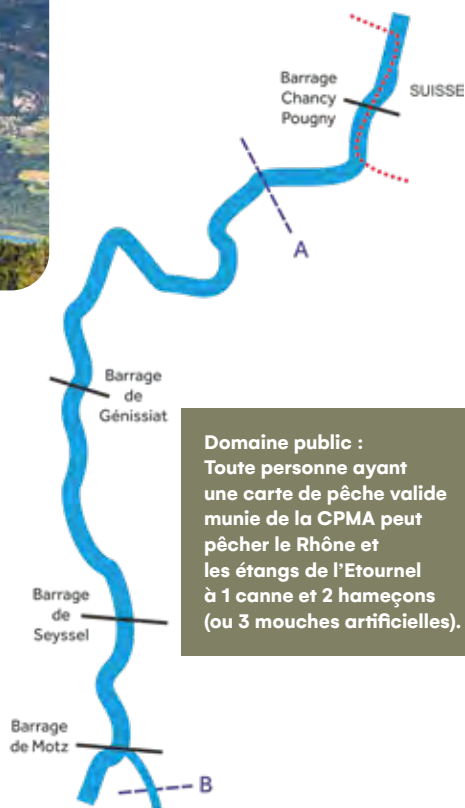 Barrage
Chancy
Pougny
SUISSE
A
Barrage
de
Génissiat
Domaine public :
Toute personne ayant
une carte de pêche valide
munie de la CPMA peut
pêcher le Rhône et
les étangs de l'Etournel
à 1 canne et 2 hameçons
(ou 3 mouches artificielles).
Barrage
de
Seyssel
Barrage
de Motz
B